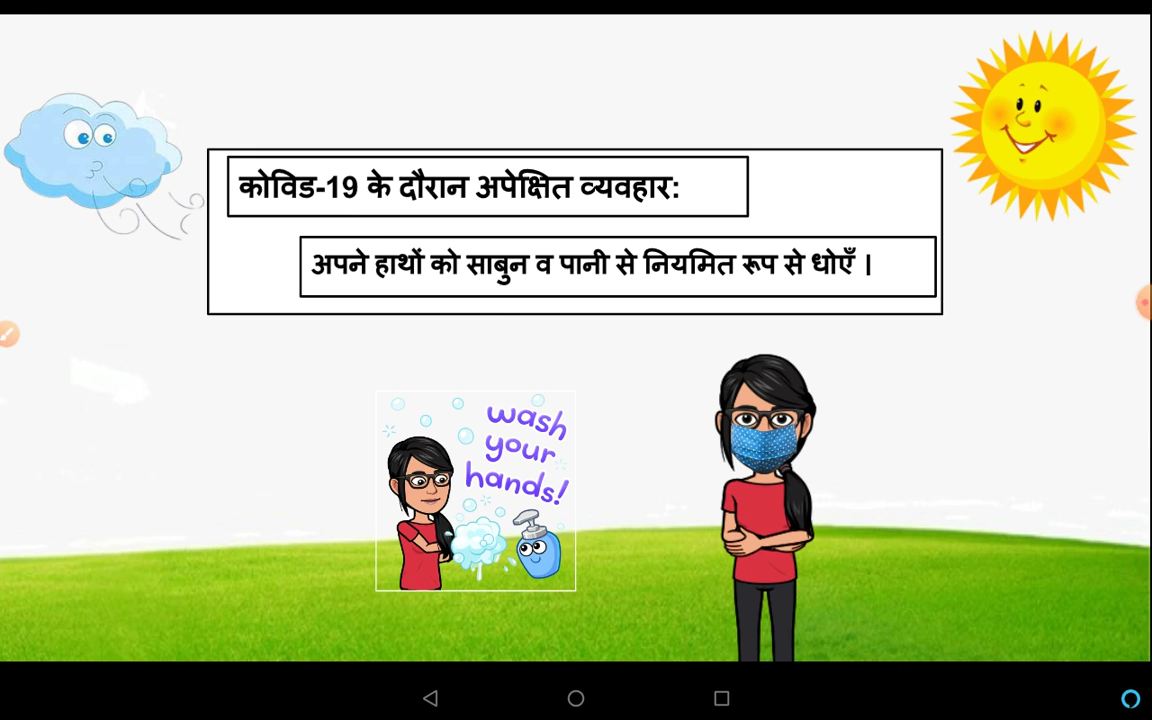 कोविड-19 के दौरान अपेक्षित व्यवहार:
अपने हाथों को साबुन व पानी से नियमित रूप से धोएँ ।
wash
your
hands!